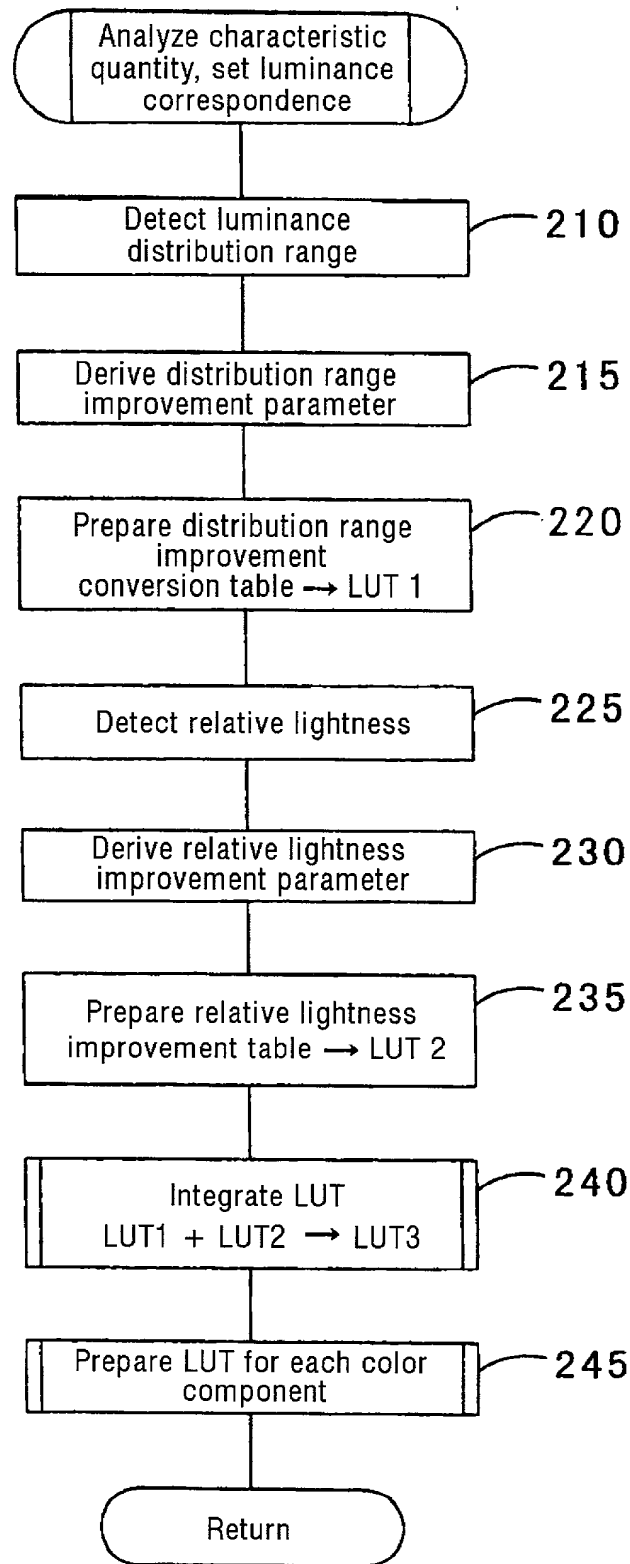 Analyze characteristic
quantity, set luminance
correspondence
Detect luminance
distribution range
210
Derive distribution range
improvement parameter
215
Prepare distribution range
improvement
conversion table → LUT 1
220
Detect relative lightness
225
Derive relative lightness
improvement parameter
230
Prepare relative lightness
improvement table → LUT 2
235
Integrate LUT
LUT1 + LUT2 → LUT3
240
Prepare LUT for each color
component
245
Return